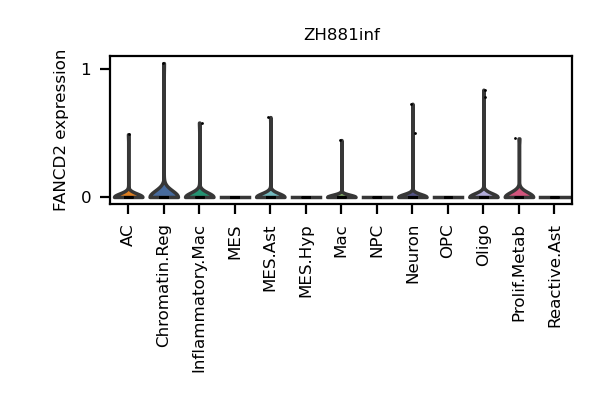 ZH881inf
FANCD2 expression
1
0
AC
Chromatin.Reg
Inflammatory.Mac
MES
MES.Ast
MES.Hyp
Mac
NPC
Neuron
OPC
Oligo
Prolif.Metab
Reactive.Ast